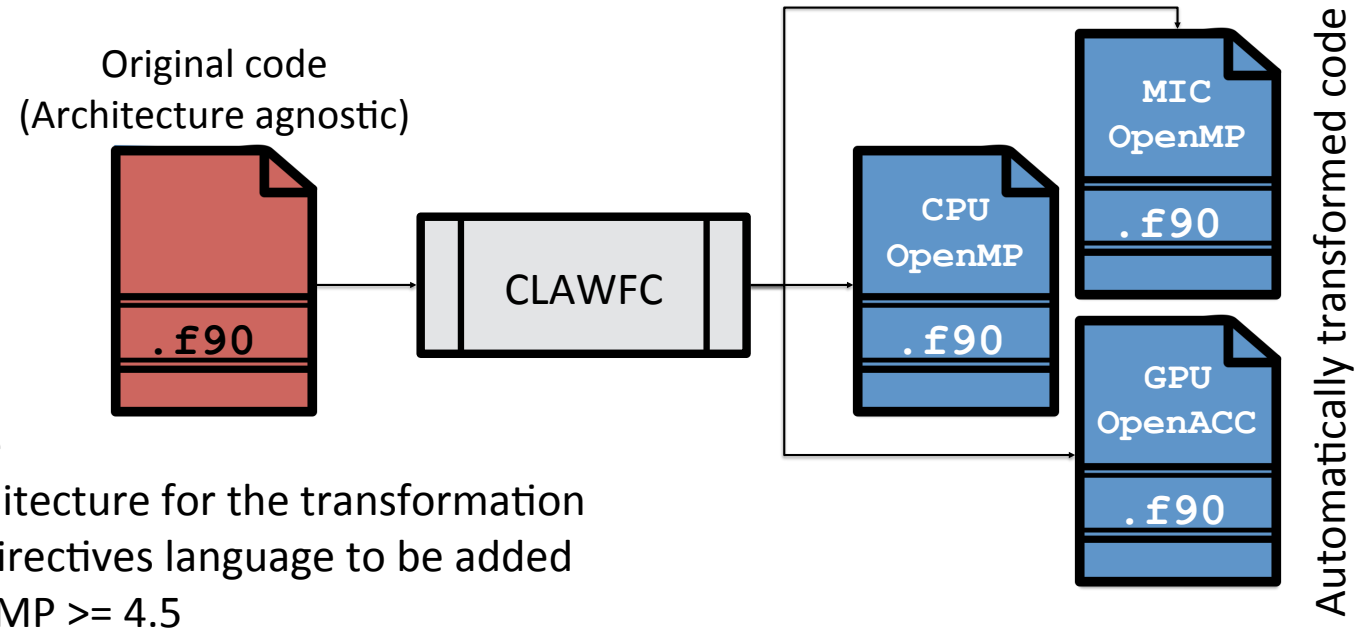 Original code
(Architecture agnostic)
.f90
CLAWFC
CPU
OpenMP
.f90
MIC
OpenMP
.f90
GPU
OpenACC
.f90
Automatically transformed code
itecture for the transformation
irectives language to be added
MP >= 4.5